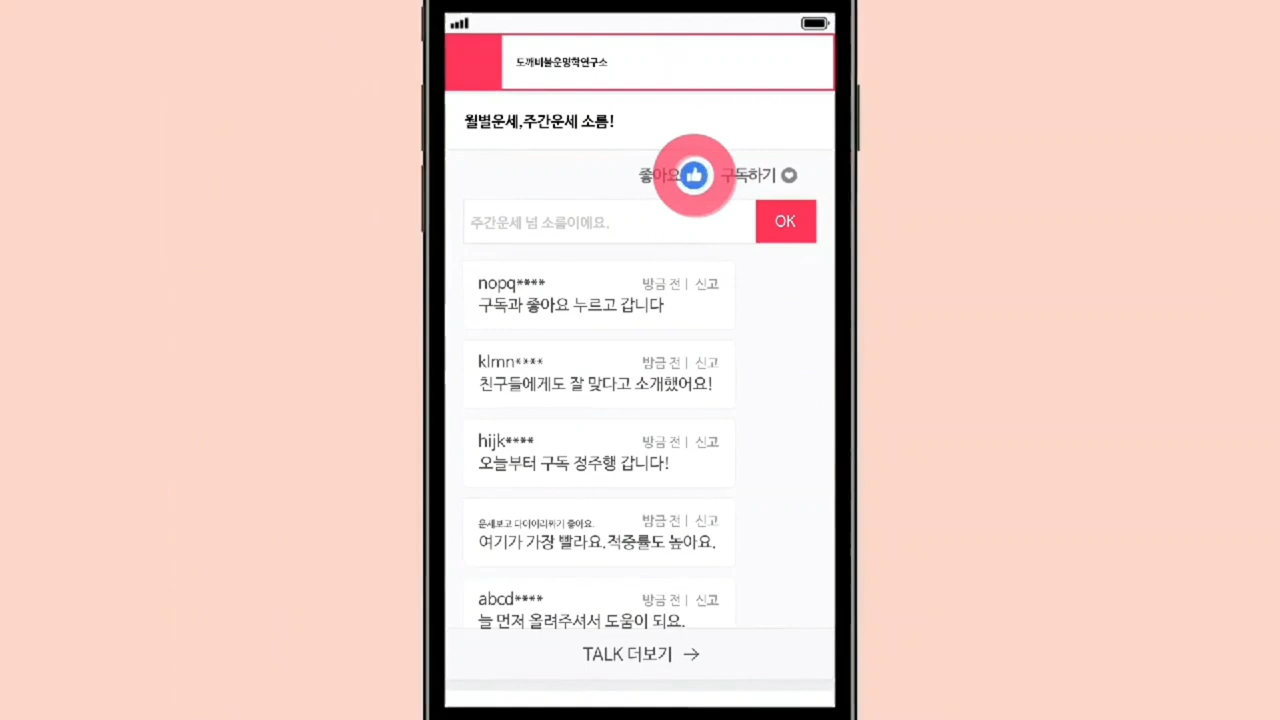 도깨비불운명학연구소
월별운세,주간운세 소름!
좋아요 구독하기
주간운세 넘 소름이예요.
OK
nopq**** 방금 전 | 신고
구독과 좋아요 누르고 갑니다
klmn**** 방금 전 | 신고
친구들에게도 잘 맞다고 소개했어요!
hijk**** 방금 전 | 신고
오늘부터 구독 정주행 갑니다!
운세보고 다이어리짜기 좋아요. 방금 전 | 신고
여기가 가장 빨라요.적중률도 높아요.
abcd**** 방금 전 | 신고
늘 먼저 올려주셔서 도움이 되요.
TALK 더보기 →